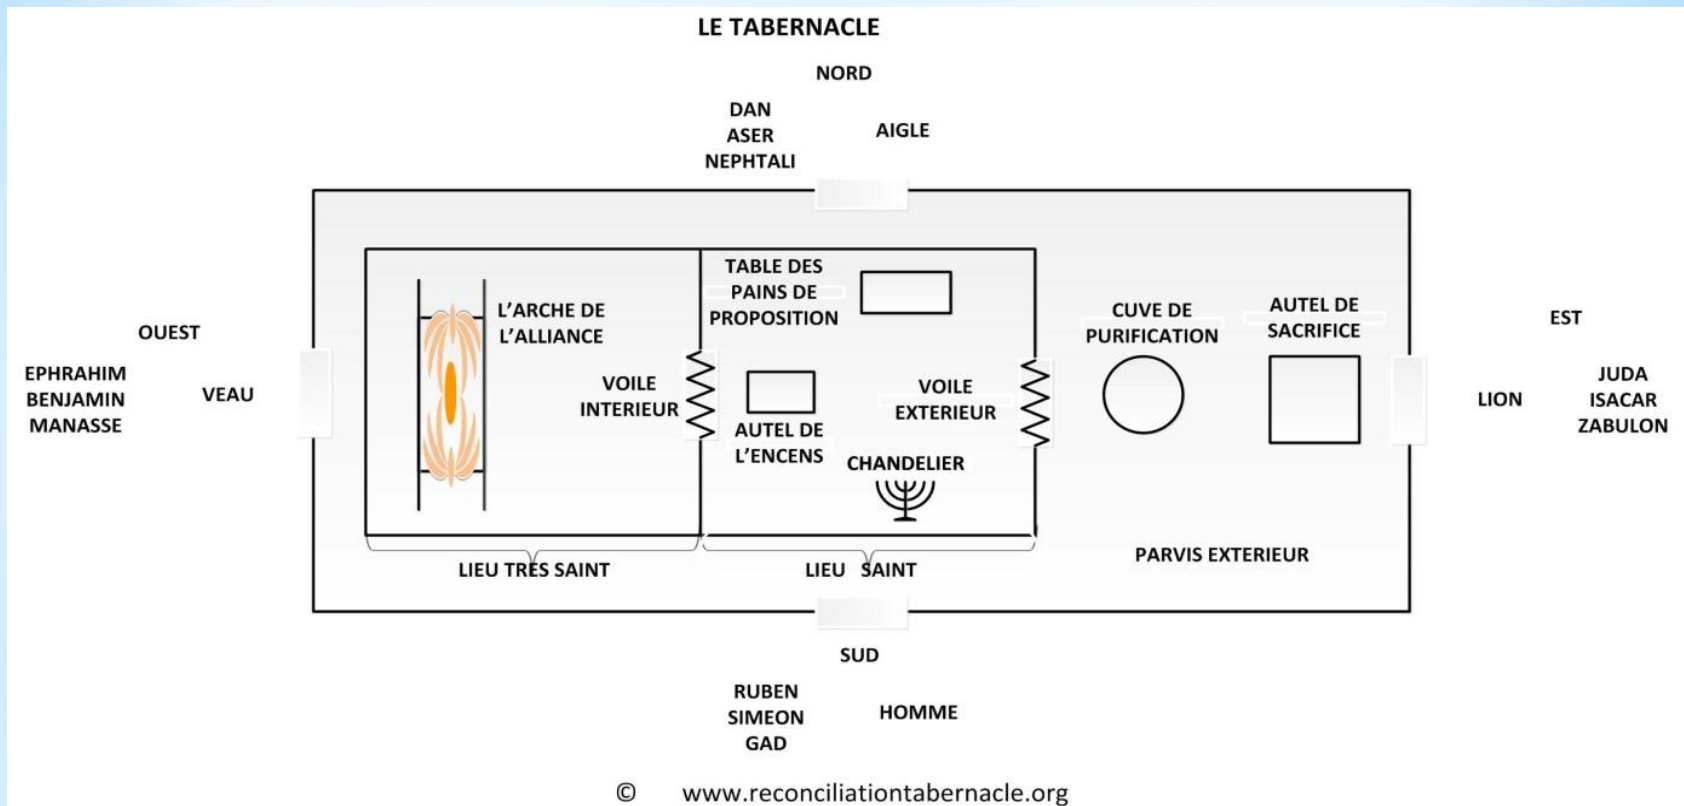 LE TABERNACLE
NORD
DAN
ASER
NEPHTALI
AIGLE
OUEST
EPHRAHIM
BENJAMIN
MANASSE
VEAU
L'ARCHE DE
L'ALLIANCE
VOILE
INTERIEUR
TABLE DES
PAINS DE
PROPOSITION
AUTEL DE
L'ENCENS
VOILE
EXTERIEUR
CHANDELIER
CUVE DE
PURIFICATION
AUTEL DE
SACRIFICE
EST
LION
JUDA
ISACAR
ZABULON
LIEU TRES SAINT
LIEU SAINT
PARVIS EXTERIEUR
SUD
RUBEN
SIMEON
GAD
HOMME
© www.reconciliationtabernacle.org